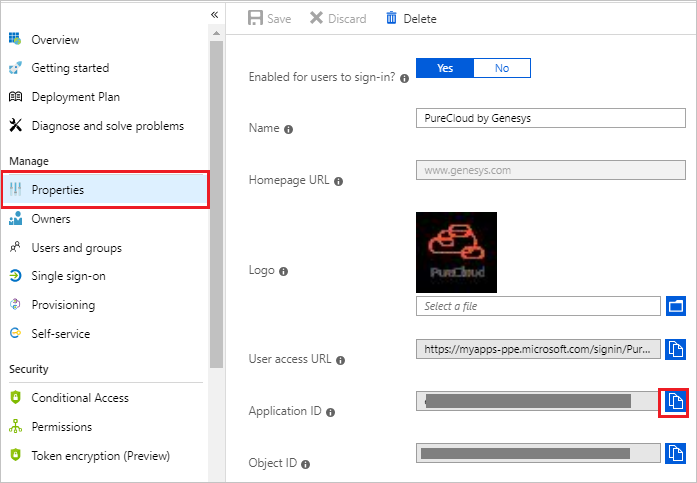 «
Overview
Getting started
Deployment Plan
Diagnose and solve problems
Manage
Properties
Owners
Users and groups
Single sign-on
Provisioning
Self-service
Security
Conditional Access
Permissions
Token encryption (Preview)
Save Discard Delete
Enabled for users to sign-in? Yes No
Name PureCloud by Genesys
Homepage URL www.genesys.com
Logo PureCloud
Select a file
User access URL https://myapps-ppe.microsoft.com/signin/Pur...
Application ID
Object ID